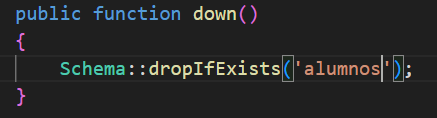 public function down()
{
    Schema::dropIfExists('alumnos');
}